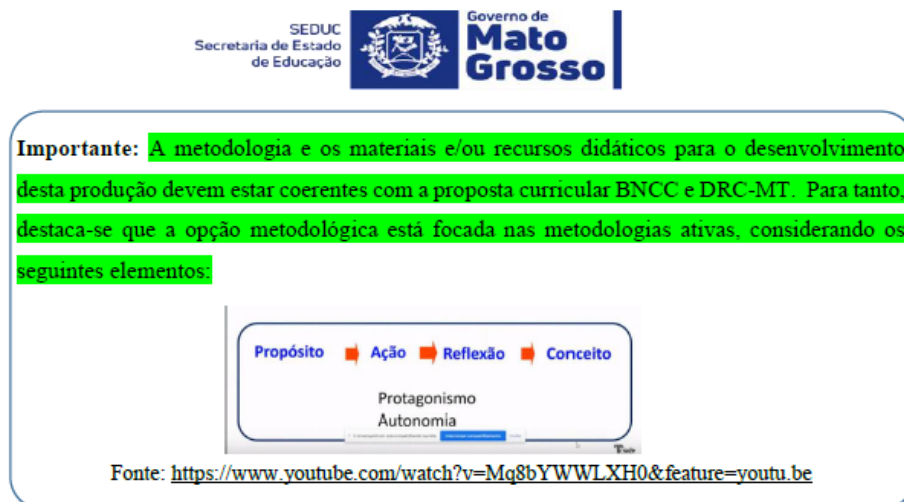 SEDUC
Secretaria de Estado
de Educação
Governo de
Mato
Grosso
Importante: A metodologia e os materiais e/ou recursos didáticos para o desenvolvimento
desta produção devem estar coerentes com a proposta curricular BNCC e DRC-MT. Para tanto,
destaca-se que a opção metodológica está focada nas metodologias ativas, considerando os
seguintes elementos:
Propósito Ação Reflexão Conceito
Protagonismo
Autonomia
Fonte: https://www.youtube.com/watch?v=Mq8bYWWLXH0&feature=youtu.be